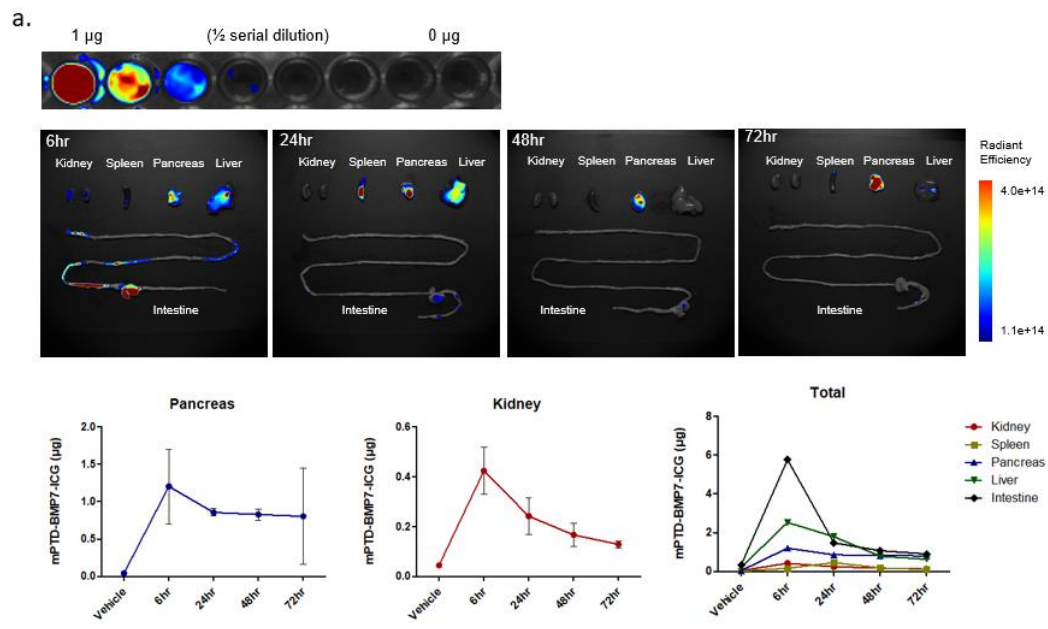 a.
1 µg (½ serial dilution) 0 µg
6hr 24hr 48hr 72hr
Kidney Spleen Pancreas Liver Kidney Spleen Pancreas Liver Kidney Spleen Pancreas Liver Kidney Spleen Pancreas Liver
Intestine Intestine Intestine Intestine
Radiant
Efficiency
4.0e+14
1.1e+14
Pancreas
mPTD-BMP7-ICG (µg)
2.0
1.5
1.0
0.5
0.0
Vehicle 6hr 24hr 48hr 72hr
Kidney
mPTD-BMP7-ICG (µg)
0.6
0.4
0.2
0.0
Vehicle 6hr 24hr 48hr 72hr
Total
mPTD-BMP7-ICG (µg)
8
6
4
2
0
Vehicle 6hr 24hr 48hr 72hr
Kidney
Spleen
Pancreas
Liver
Intestine